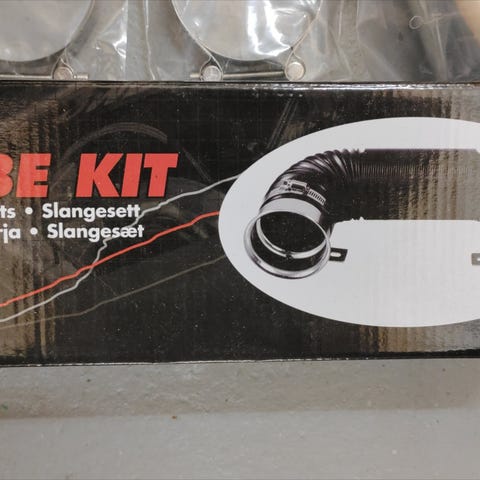 BE KIT
ts • Slangesett
rja • Slangesæt